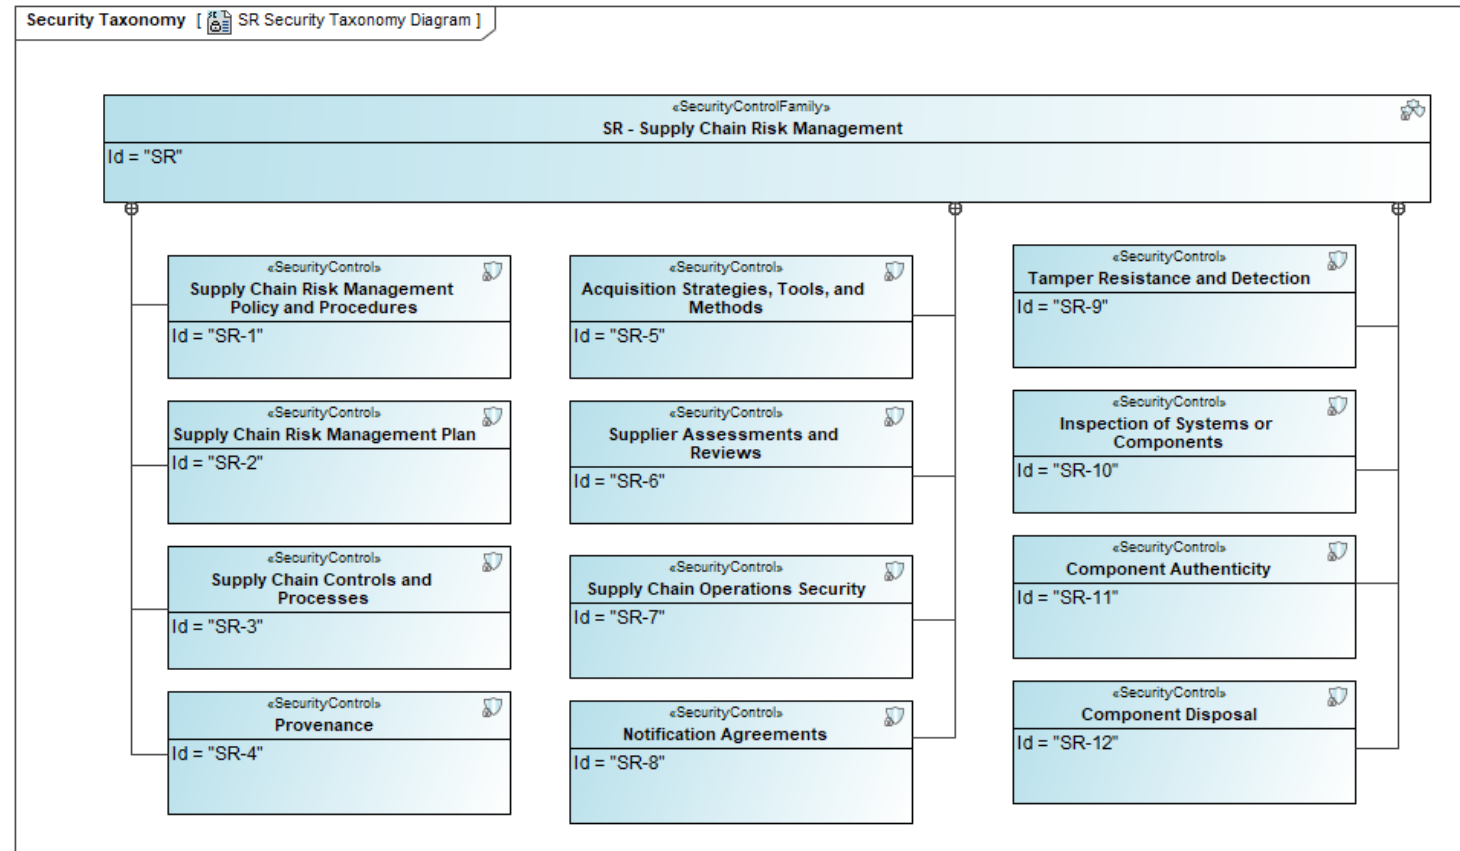 Security Taxonomy [ SR Security Taxonomy Diagram ]
«SecurityControlFamily»
SR - Supply Chain Risk Management
Id = "SR"
«SecurityControl»
Supply Chain Risk Management
Policy and Procedures
Id = "SR-1"
«SecurityControl»
Supply Chain Risk Management Plan
Id = "SR-2"
«SecurityControl»
Supply Chain Controls and
Processes
Id = "SR-3"
«SecurityControl»
Provenance
Id = "SR-4"
«SecurityControl»
Acquisition Strategies, Tools, and
Methods
Id = "SR-5"
«SecurityControl»
Supplier Assessments and
Reviews
Id = "SR-6"
«SecurityControl»
Supply Chain Operations Security
Id = "SR-7"
«SecurityControl»
Notification Agreements
Id = "SR-8"
«SecurityControl»
Tamper Resistance and Detection
Id = "SR-9"
«SecurityControl»
Inspection of Systems or
Components
Id = "SR-10"
«SecurityControl»
Component Authenticity
Id = "SR-11"
«SecurityControl»
Component Disposal
Id = "SR-12"